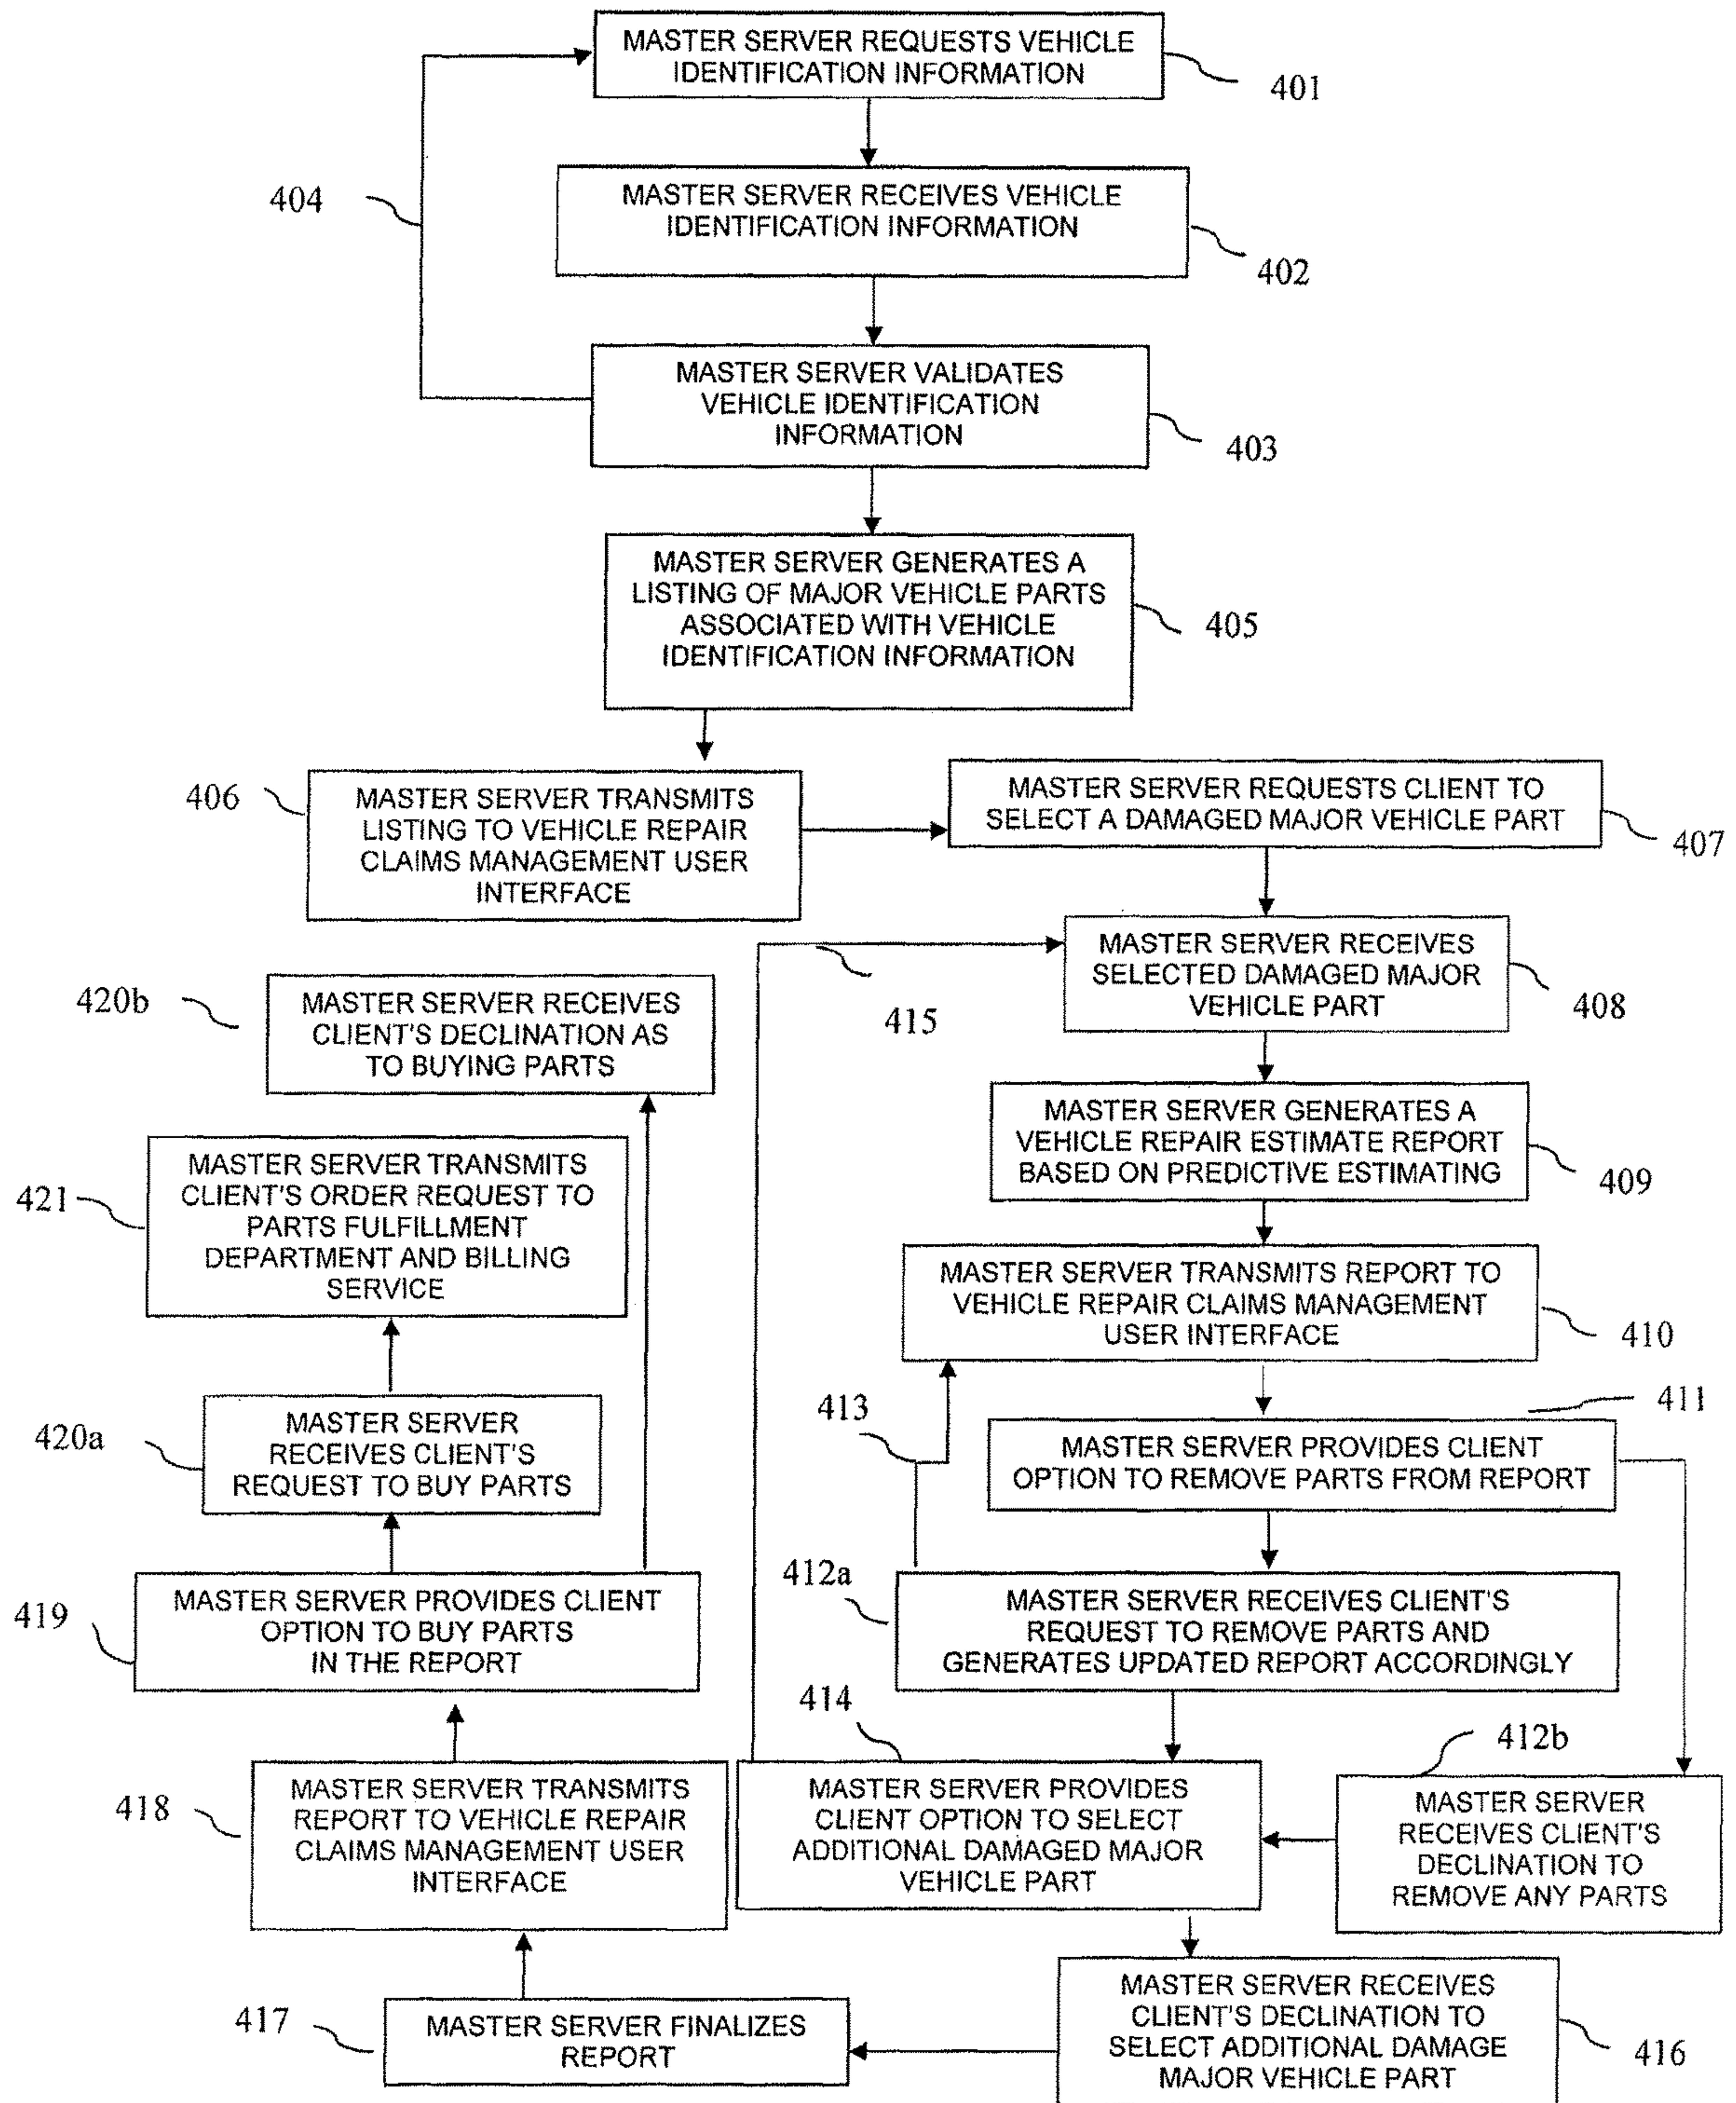 MASTER SERVER REQUESTS VEHICLE
IDENTIFICATION INFORMATION
401
404
MASTER SERVER RECEIVES VEHICLE
IDENTIFICATION INFORMATION
402
MASTER SERVER VALIDATES
VEHICLE IDENTIFICATION
INFORMATION
403
MASTER SERVER GENERATES A
LISTING OF MAJOR VEHICLE PARTS
ASSOCIATED WITH VEHICLE
IDENTIFICATION INFORMATION
405
406
MASTER SERVER TRANSMITS
LISTING TO VEHICLE REPAIR
CLAIMS MANAGEMENT USER
INTERFACE
MASTER SERVER REQUESTS CLIENT TO
SELECT A DAMAGED MAJOR VEHICLE PART
407
MASTER SERVER RECEIVES
SELECTED DAMAGED MAJOR
VEHICLE PART
408
415
420b
MASTER SERVER RECEIVES
CLIENT'S DECLINATION AS
TO BUYING PARTS
MASTER SERVER GENERATES A
VEHICLE REPAIR ESTIMATE REPORT
BASED ON PREDICTIVE ESTIMATING
409
421
MASTER SERVER TRANSMITS
CLIENT'S ORDER REQUEST TO
PARTS FULFILLMENT
DEPARTMENT AND BILLING
SERVICE
MASTER SERVER TRANSMITS REPORT TO
VEHICLE REPAIR CLAIMS MANAGEMENT
USER INTERFACE
410
413
411
420a
MASTER SERVER
RECEIVES CLIENT'S
REQUEST TO BUY PARTS
MASTER SERVER PROVIDES CLIENT
OPTION TO REMOVE PARTS FROM REPORT
412a
MASTER SERVER RECEIVES CLIENT'S
REQUEST TO REMOVE PARTS AND
GENERATES UPDATED REPORT ACCORDINGLY
419
MASTER SERVER PROVIDES CLIENT
OPTION TO BUY PARTS
IN THE REPORT
414
412b
418
MASTER SERVER TRANSMITS
REPORT TO VEHICLE REPAIR
CLAIMS MANAGEMENT USER
INTERFACE
MASTER SERVER PROVIDES
CLIENT OPTION TO SELECT
ADDITIONAL DAMAGED MAJOR
VEHICLE PART
MASTER SERVER
RECEIVES CLIENT'S
DECLINATION TO
REMOVE ANY PARTS
417
MASTER SERVER FINALIZES
REPORT
MASTER SERVER RECEIVES
CLIENT'S DECLINATION TO
SELECT ADDITIONAL DAMAGE
MAJOR VEHICLE PART
416